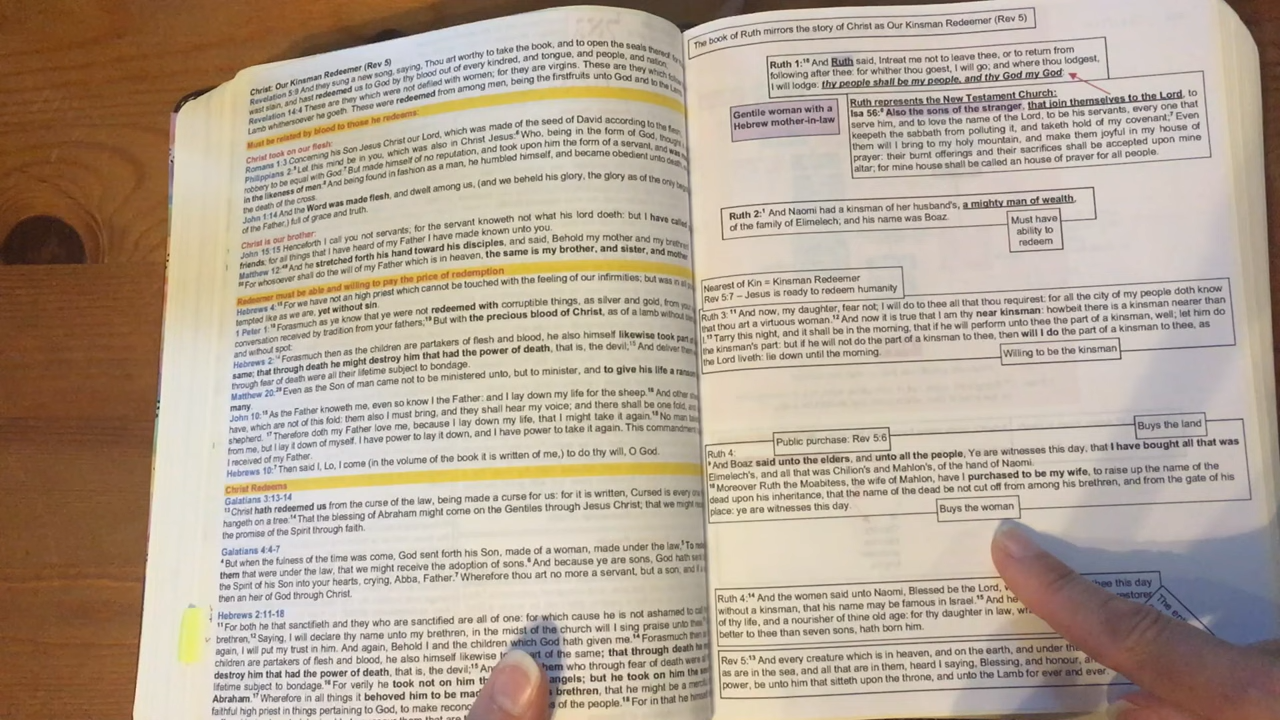 Christ: Our Kinsman Redeemer (Rev 5)
Revelation 5:9 And they sung a new song, saying, Thou art worthy to take the book, and to open the seals thereof: for
wast slain, and hast redeemed us to God by thy blood out of every kindred, and tongue, and people, and nation;
Revelation 14:4 These are they which were not defiled with women; for they are virgins. These are they which follow
Lamb whithersoever he goeth. These were redeemed from among men, being the firstfruits unto God and to the Lamb.
Must be related by blood to those he redeems:
Christ took on our flesh:
Romans 1:3 Concerning his Son Jesus Christ our Lord, which was made of the seed of David according to the flesh;
Philippians 2:5 Let this mind be in you, which was also in Christ Jesus:6 Who, being in the form of God, thought
robbery to be equal with God:7 But made himself of no reputation, and took upon him the form of a servant, and was
in the likeness of men:8 And being found in fashion as a man, he humbled himself, and became obedient unto death,
the death of the cross.
John 1:14 And the Word was made flesh, and dwelt among us, (and we beheld his glory, the glory as of the only
of the Father,) full of grace and truth.
Christ is our brother:
John 15:15 Henceforth I call you not servants; for the servant knoweth not what his lord doeth: but I have called
friends; for all things that I have heard of my Father I have made known unto you.
Matthew 12:49 And he stretched forth his hand toward his disciples, and said, Behold my mother and my brethren!
50 For whosoever shall do the will of my Father which is in heaven, the same is my brother, and sister, and mother
Redeemer must be able and willing to pay the price of redemption
Hebrews 4:15 For we have not an high priest which cannot be touched with the feeling of our infirmities; but was in all
tempted like as we are, yet without sin.
1 Peter 1:18 Forasmuch as ye know that ye were not redeemed with corruptible things, as silver and gold, from your
conversation received by tradition from your fathers;19 But with the precious blood of Christ, as of a lamb without
and without spot:
Hebrews 2:14 Forasmuch then as the children are partakers of flesh and blood, he also himself likewise took part of
same; that through death he might destroy him that had the power of death, that is, the devil;15 And deliver them
through fear of death were all their lifetime subject to bondage.
Matthew 20:28 Even as the Son of man came not to be ministered unto, but to minister, and to give his life a ransom
many.
John 10:15 As the Father knoweth me, even so know I the Father: and I lay down my life for the sheep.16 And other
have, which are not of this fold: them also I must bring, and they shall hear my voice; and there shall be one fold,
shepherd. 17 Therefore doth my Father love me, because I lay down my life, that I might take it again.18 No man
from me, but I lay it down of myself. I have power to lay it down, and I have power to take it again. This commandment
I received of my Father.
Hebrews 10:7 Then said I, Lo, I come (in the volume of the book it is written of me,) to do thy will, O God.
Christ Redeems
Galatians 3:13-14
13 Christ hath redeemed us from the curse of the law, being made a curse for us: for it is written, Cursed is every one
hangeth on a tree:14 That the blessing of Abraham might come on the Gentiles through Jesus Christ; that we might
the promise of the Spirit through faith.
Galatians 4:4-7
4 But when the fulness of the time was come, God sent forth his Son, made of a woman, made under the law,5 To
them that were under the law, that we might receive the adoption of sons.6 And because ye are sons, God hath sent
the Spirit of his Son into your hearts, crying, Abba, Father.7 Wherefore thou art no more a servant, but a son; and
then an heir of God through Christ.
Hebrews 2:11-18
11 For both he that sanctifieth and they who are sanctified are all of one: for which cause he is not ashamed to call
brethren,12 Saying, I will declare thy name unto my brethren, in the midst of the church will I sing praise unto
again, I will put my trust in him. And again, Behold I and the children which God hath given me.14 Forasmuch then
children are partakers of flesh and blood, he also himself likewise part of the same; that through death he
destroy him that had the power of death, that is, the devil;15 And them who through fear of death were
lifetime subject to bondage.16 For verily he took not on him angels; but he took on him the
Abraham.17 Wherefore in all things it behoved him to be brethren, that he might be a
faithful high priest in things pertaining to God, to make of the people.18 For in that he
The book of Ruth mirrors the story of Christ as Our Kinsman Redeemer (Rev 5)
Ruth 1:16 And Ruth said, Intreat me not to leave thee, or to return from
following after thee: for whither thou goest, I will go; and where thou lodgest,
I will lodge: thy people shall be my people, and thy God my God:
Gentile woman with a
Hebrew mother-in-law
Ruth represents the New Testament Church:
Isa 56:6 Also the sons of the stranger, that join themselves to the Lord, to
serve him, and to love the name of the Lord, to be his servants, every one that
keepeth the sabbath from polluting it, and taketh hold of my covenant;7 Even
them will I bring to my holy mountain, and make them joyful in my house of
prayer: their burnt offerings and their sacrifices shall be accepted upon mine
altar; for mine house shall be called an house of prayer for all people.
Ruth 2:1 And Naomi had a kinsman of her husband's, a mighty man of wealth,
of the family of Elimelech; and his name was Boaz.
Must have
ability to
redeem
Nearest of Kin = Kinsman Redeemer
Rev 5:7 – Jesus is ready to redeem humanity
Ruth 3: 11 And now, my daughter, fear not; I will do to thee all that thou requirest: for all the city of my people doth know
that thou art a virtuous woman.12 And now it is true that I am thy near kinsman: howbeit there is a kinsman nearer than
I.13 Tarry this night, and it shall be in the morning, that if he will perform unto thee the part of a kinsman, well; let him do
the kinsman's part: but if he will not do the part of a kinsman to thee, then will I do the part of a kinsman to thee, as
the Lord liveth: lie down until the morning.
Willing to be the kinsman
Public purchase: Rev 5:6
Buys the land
Ruth 4:
9 And Boaz said unto the elders, and unto all the people, Ye are witnesses this day, that I have bought all that was
Elimelech's, and all that was Chilion's and Mahlon's, of the hand of Naomi.
10 Moreover Ruth the Moabitess, the wife of Mahlon, have I purchased to be my wife, to raise up the name of the
dead upon his inheritance, that the name of the dead be not cut off from among his brethren, and from the gate of his
place: ye are witnesses this day.
Buys the woman
Ruth 4:14 And the women said unto Naomi, Blessed be the Lord, thee this day
without a kinsman, that his name may be famous in Israel.15 And he restorer
of thy life, and a nourisher of thine old age: for thy daughter in law,
better to thee than seven sons, hath born him.
Rev 5:13 And every creature which is in heaven, and on the earth, and under the
as are in the sea, and all that are in them, heard I saying, Blessing, and honour, and
power, be unto him that sitteth upon the throne, and unto the Lamb for ever and ever.